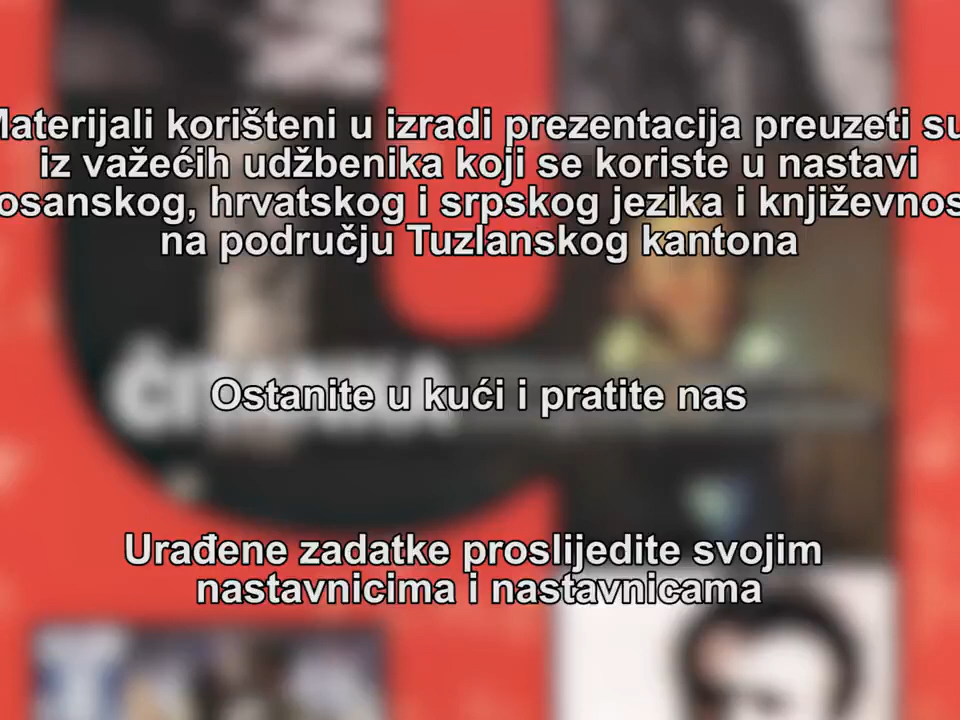 Materijali korišteni u izradi prezentacija preuzeti su
iz važećih udžbenika koji se koriste u nastavi
osanskog, hrvatskog i srpskog jezika i književnos
na području Tuzlanskog kantona
Ostanite u kući i pratite nas
Urađene zadatke proslijedite svojim
nastavnicima i nastavnicama